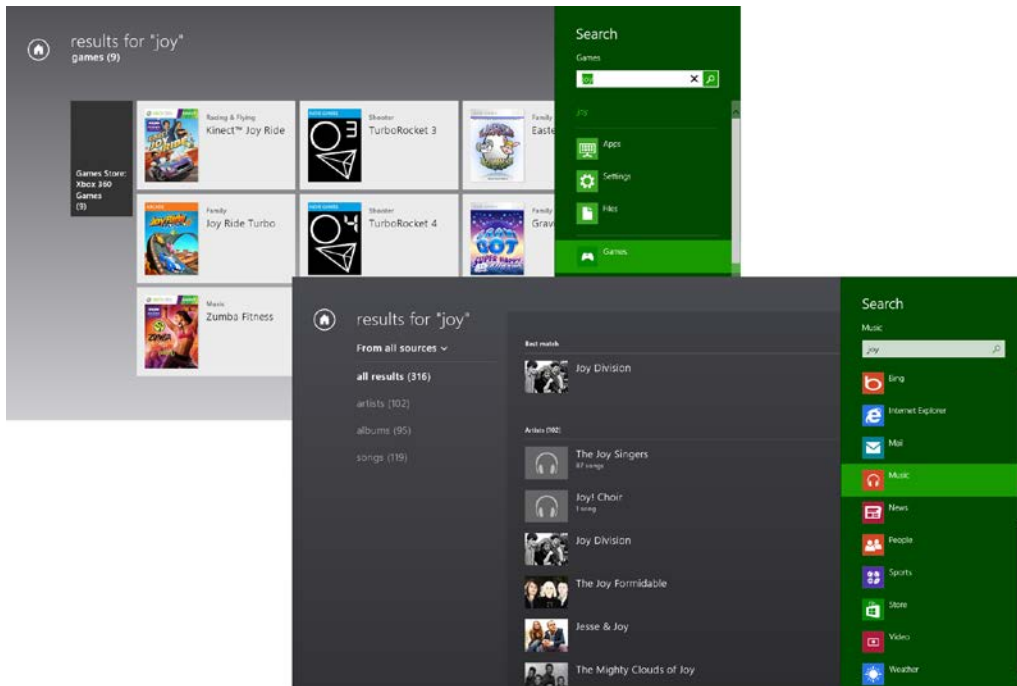 results for "joy"
games (9)
Games Store:
Xbox 360
Games
(9)
Racing & Flying
Kinect™ Joy Ride
Family
Joy Ride Turbo
Music
Zumba Fitness
Shooter
TurboRocket 3
Shooter
TurboRocket 4
Family
Easte
Family
Grav
Search
Games
joy
joy
Apps
Settings
Files
Games
results for "joy"
From all sources
all results (316)
artists (102)
albums (95)
songs (119)
Best match
Joy Division
Artists (102)
The Joy Singers
87 songs
Joy! Choir
1 song
Joy Division
The Joy Formidable
Jesse & Joy
The Mighty Clouds of Joy
Search
Music
joy
Bing
Internet Explorer
Mail
Music
News
People
Sports
Store
Video
Weather